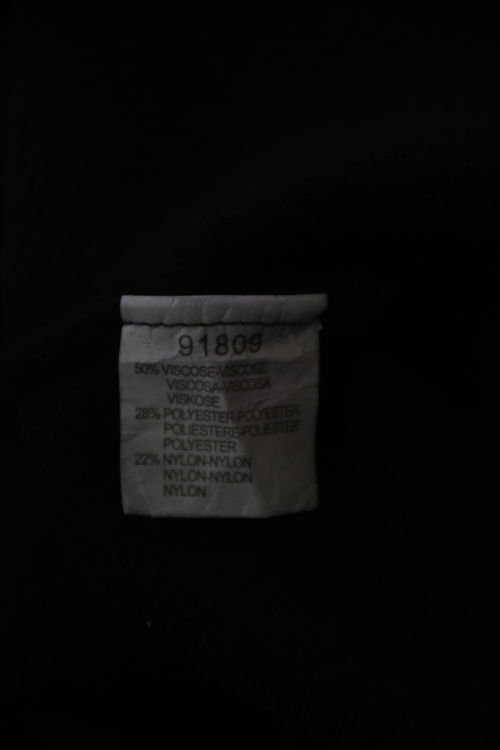 91809
50% VISCOSE-VISCOSE
VISCOSA-VISCOSA
VISKOSE
28% POLYESTER-POLYESTER
POLIESTERE-POLIESTER
POLYESTER
22% NYLON-NYLON
NYLON-NYLON
NYLON